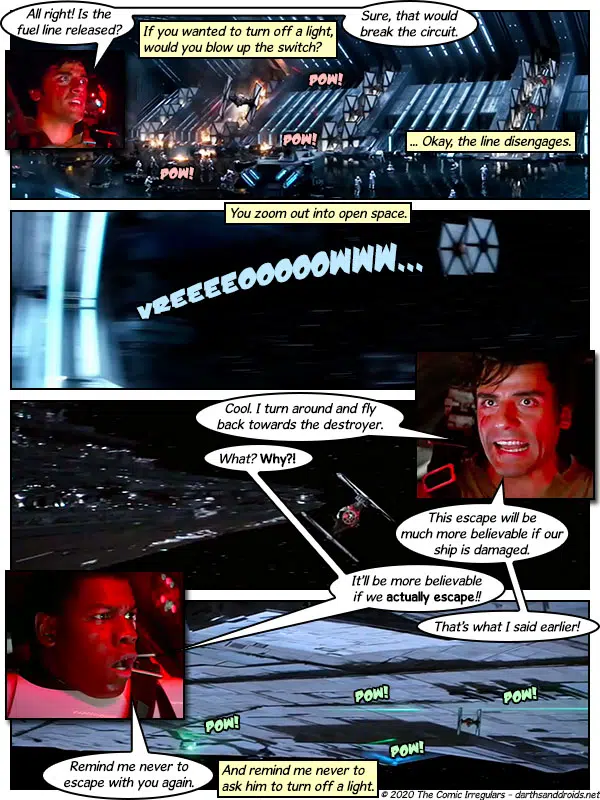 All right! Is the
fuel line released?
If you wanted to turn off a light,
would you blow up the switch?
Sure, that would
break the circuit.
POW!
POW!
POW!
... Okay, the line disengages.
You zoom out into open space.
VREEEEOOOOOWWW...
Cool. I turn around and fly
back towards the destroyer.
What? Why?!
This escape will be
much more believable if our
ship is damaged.
It'll be more believable
if we actually escape!!
That's what I said earlier!
POW!
POW!
POW!
POW!
Remind me never to
escape with you again.
And remind me never to
ask him to turn off a light.
© 2020 The Comic Irregulars - darthsanddroids.net